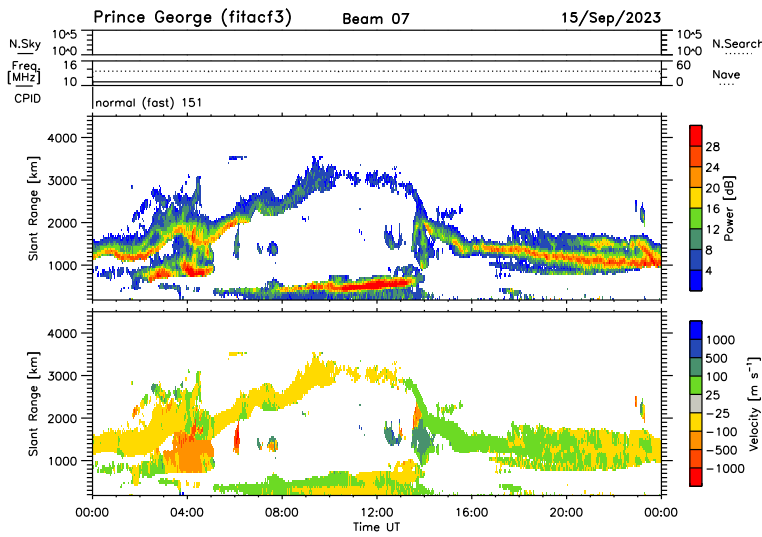 Prince George (fitacf3) Beam 07 15/Sep/2023
N.Sky 10^5 10^5 N.Search
10^0 10^0
Freq. 16 60 Nave
[MHz] 10 0
CPID normal (fast) 151
Slant Range [km]
4000
3000
2000
1000
28
24
20
16
12
8
4
Power [dB]
Slant Range [km]
4000
3000
2000
1000
1000
500
100
25
-25
-100
-500
-1000
Velocity [m s⁻¹]
00:00 04:00 08:00 12:00 16:00 20:00 00:00
Time UT